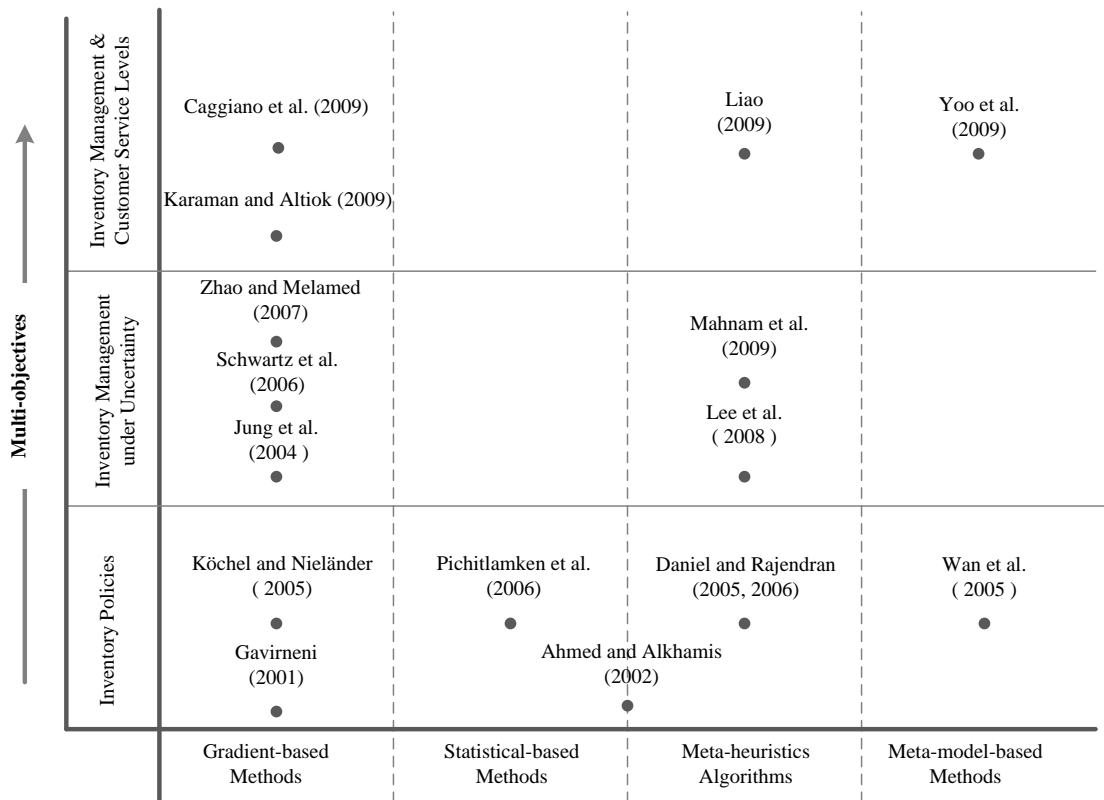 Multi-objectives
Inventory Management &
Customer Service Levels
Caggiano et al. (2009)
Karaman and Altiok (2009)
Liao
(2009)
Yoo et al.
(2009)
Inventory Management
under Uncertainty
Zhao and Melamed
(2007)
Schwartz et al.
(2006)
Jung et al.
(2004 )
Mahnam et al.
(2009)
Lee et al.
( 2008 )
Inventory Policies
Köchel and Nieländer
( 2005)
Gavirneni
(2001)
Pichitlamken et al.
(2006)
Ahmed and Alkhamis
(2002)
Daniel and Rajendran
(2005, 2006)
Wan et al.
( 2005 )
Gradient-based
Methods
Statistical-based
Methods
Meta-heuristics
Algorithms
Meta-model-based
Methods